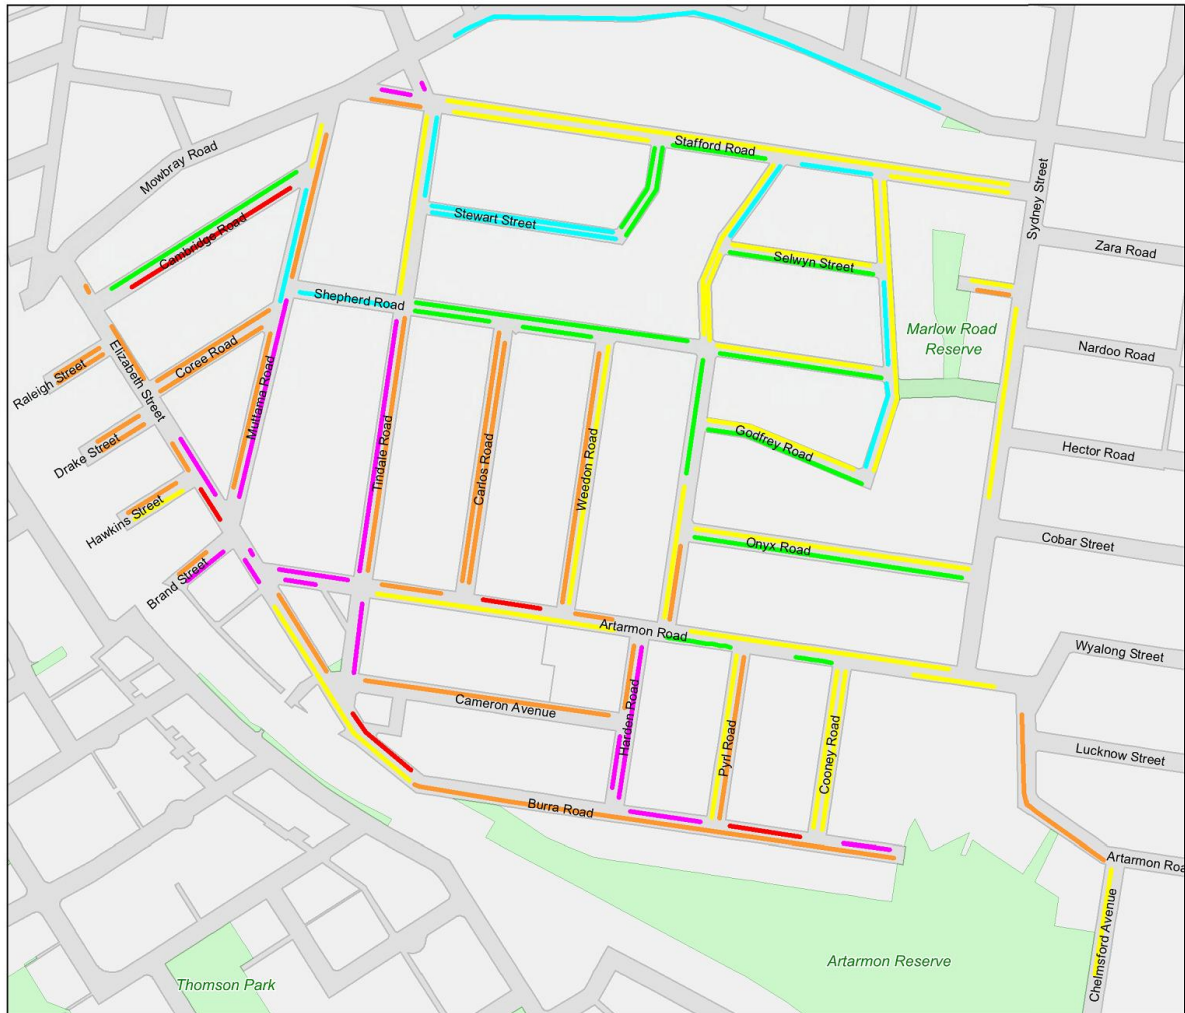 Stafford Road
Mowbray Road
Sydney Street
Stewart Street
Cambridge Road
Zara Road
Selwyn Street
Shepherd Road
Marlow Road
Reserve
Nardoo Road
Coree Road
Elizabeth Street
Raleigh Street
Muttama Road
Drake Street
Tindale Road
Carlos Road
Weedon Road
Godfrey Road
Hector Road
Hawkins Street
Cobar Street
Onyx Road
Brand Street
Artarmon Road
Wyalong Street
Cameron Avenue
Harden Road
Pyrl Road
Cooney Road
Lucknow Street
Burra Road
Artarmon Roa
Chelmsford Avenue
Artarmon Reserve
Thomson Park